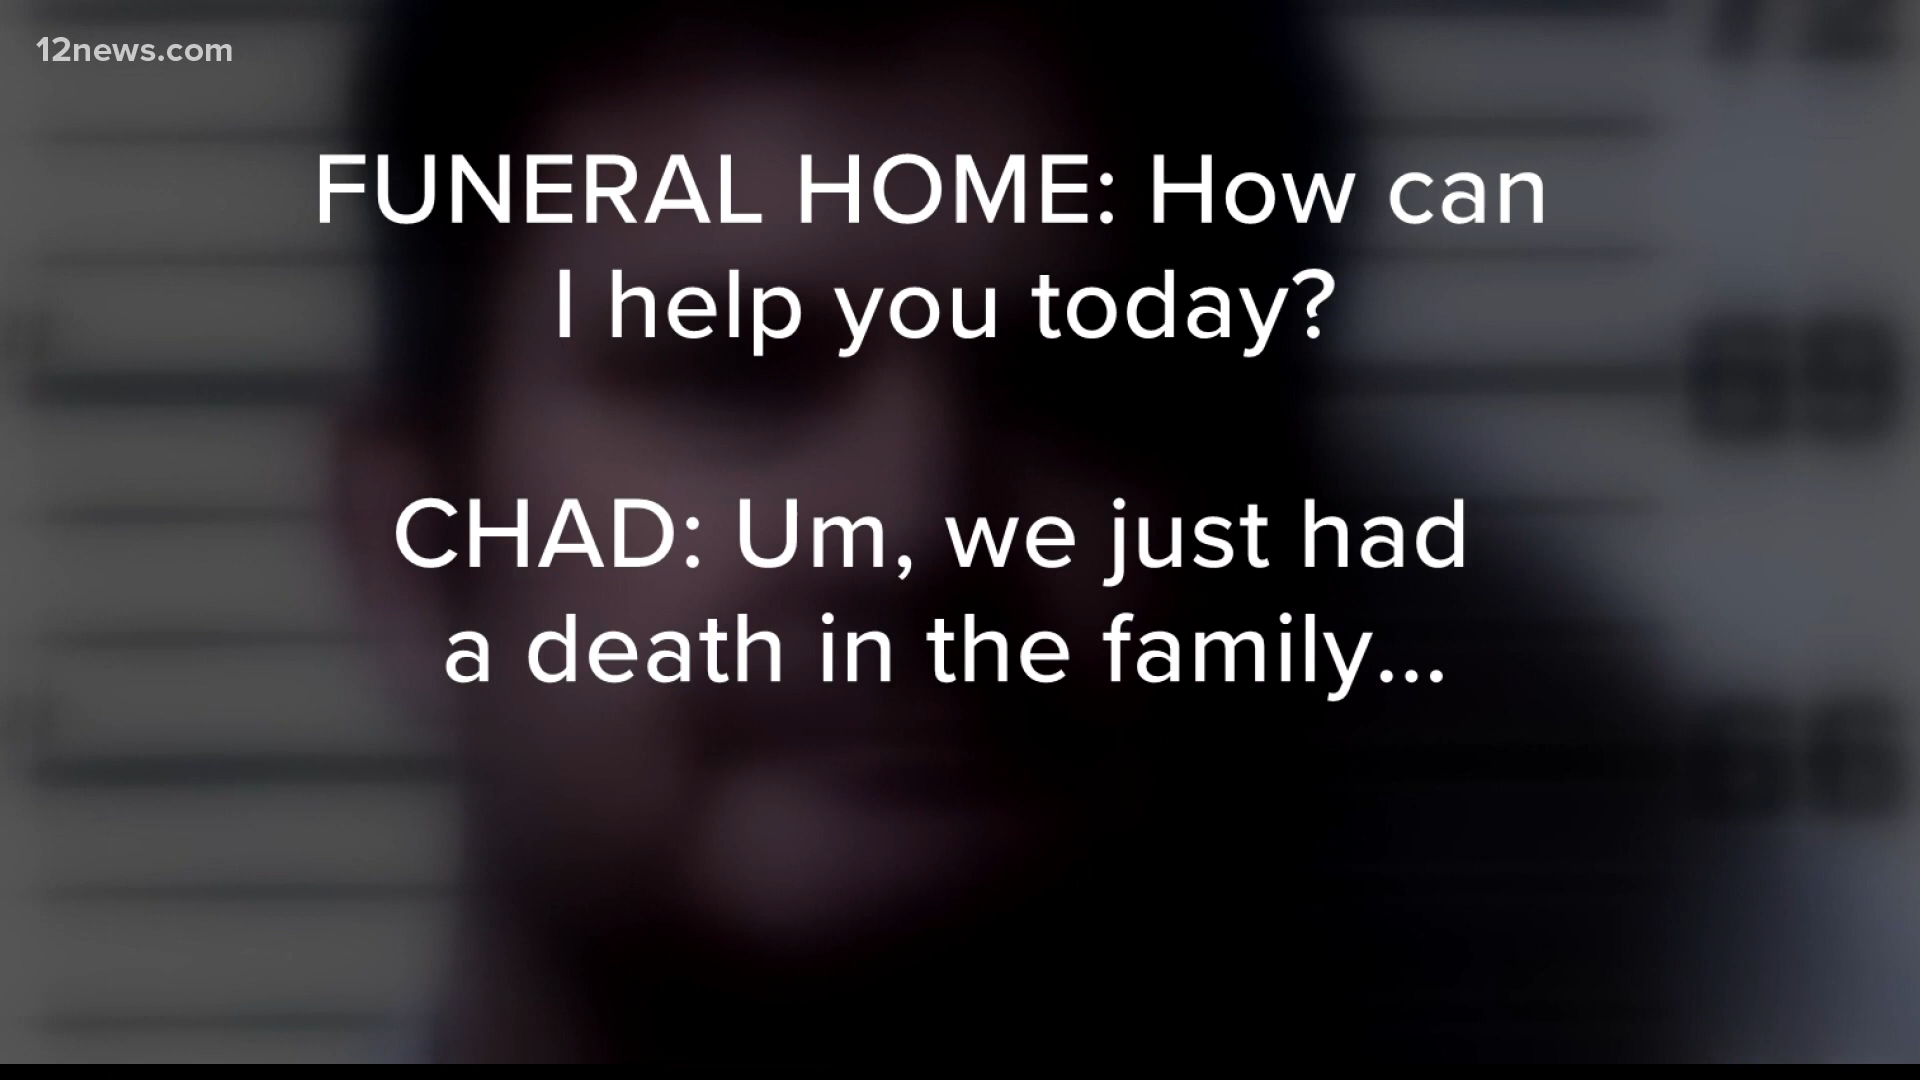 12news.com
FUNERAL HOME: How can
I help you today?
CHAD: Um, we just had
a death in the family...